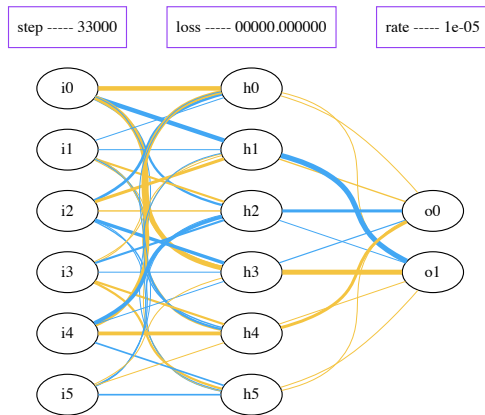 step ----- 33000 loss ----- 00000.000000 rate ----- 1e-05
i0 h0
i1 h1
i2 h2 o0
i3 h3 o1
i4 h4
i5 h5